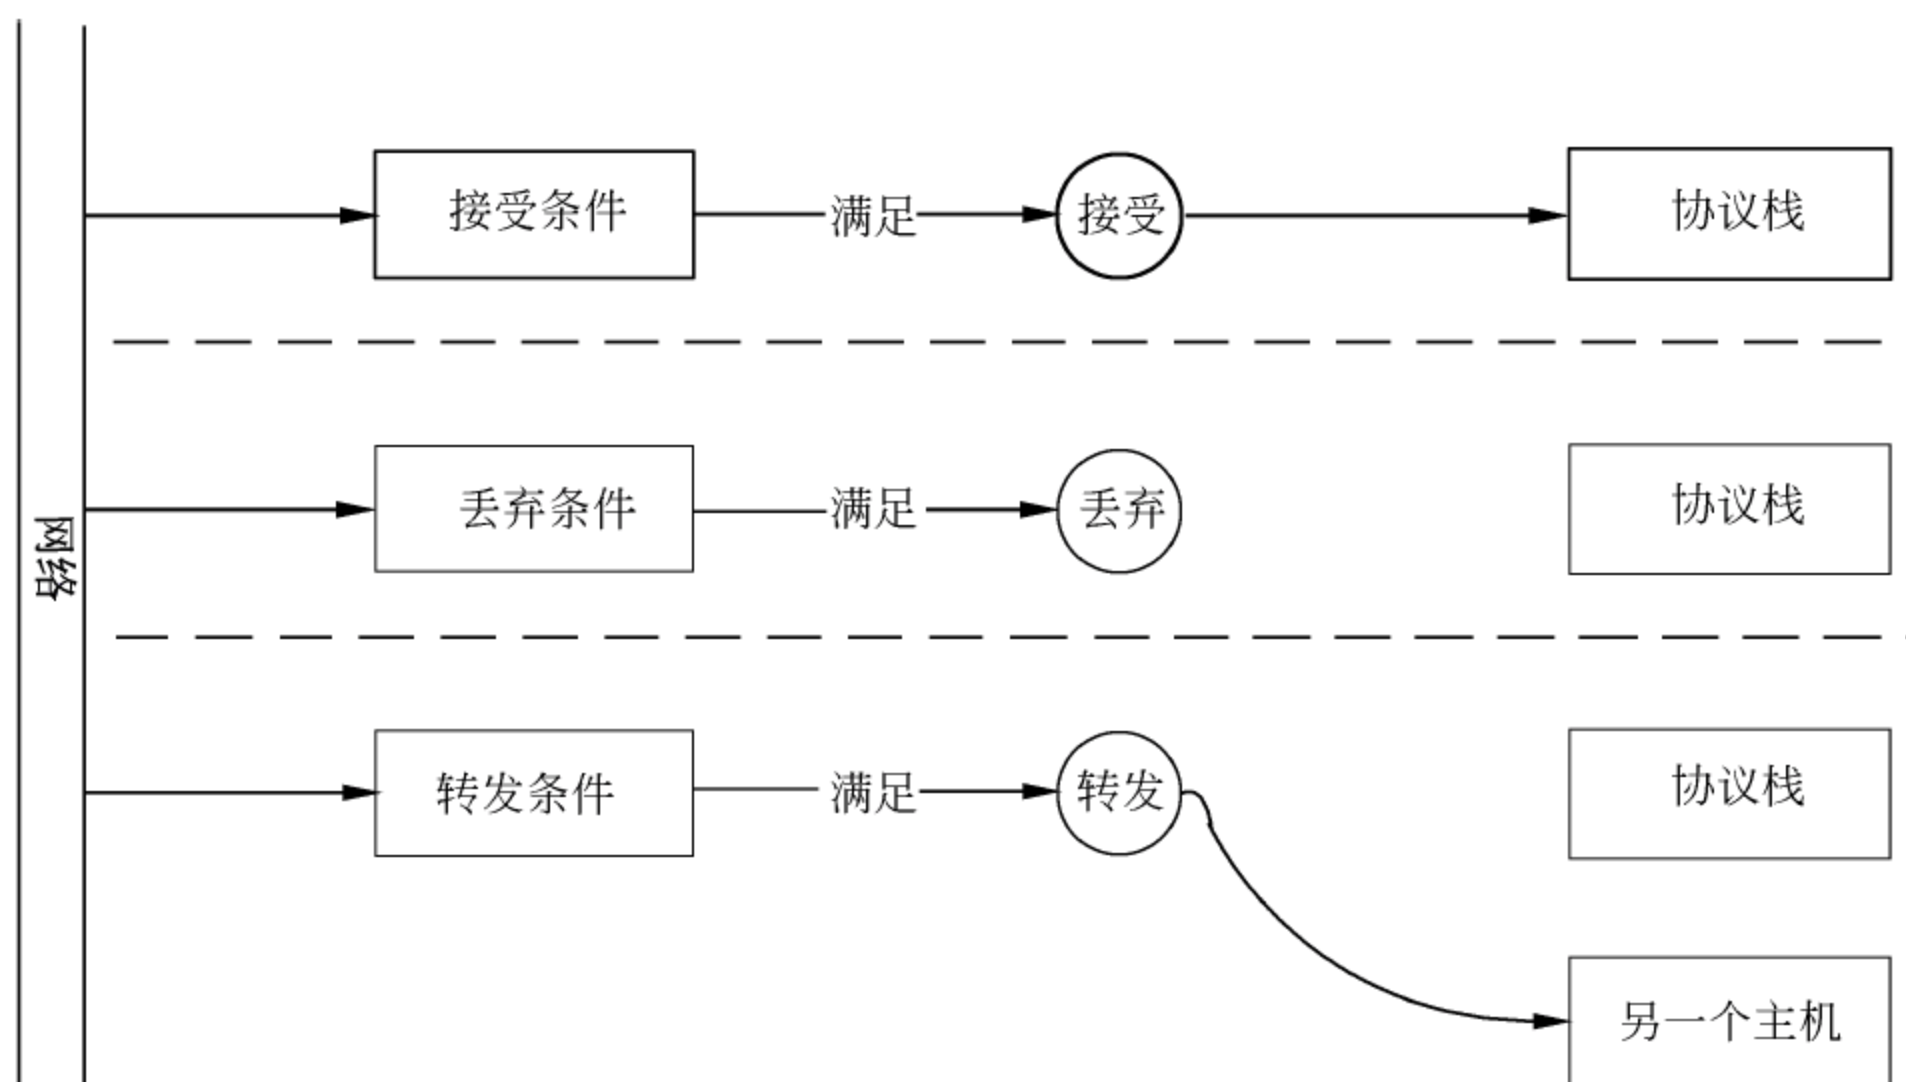 网络
接受条件
满足
接受
协议栈
丢弃条件
满足
丢弃
协议栈
转发条件
满足
转发
协议栈
另一个主机